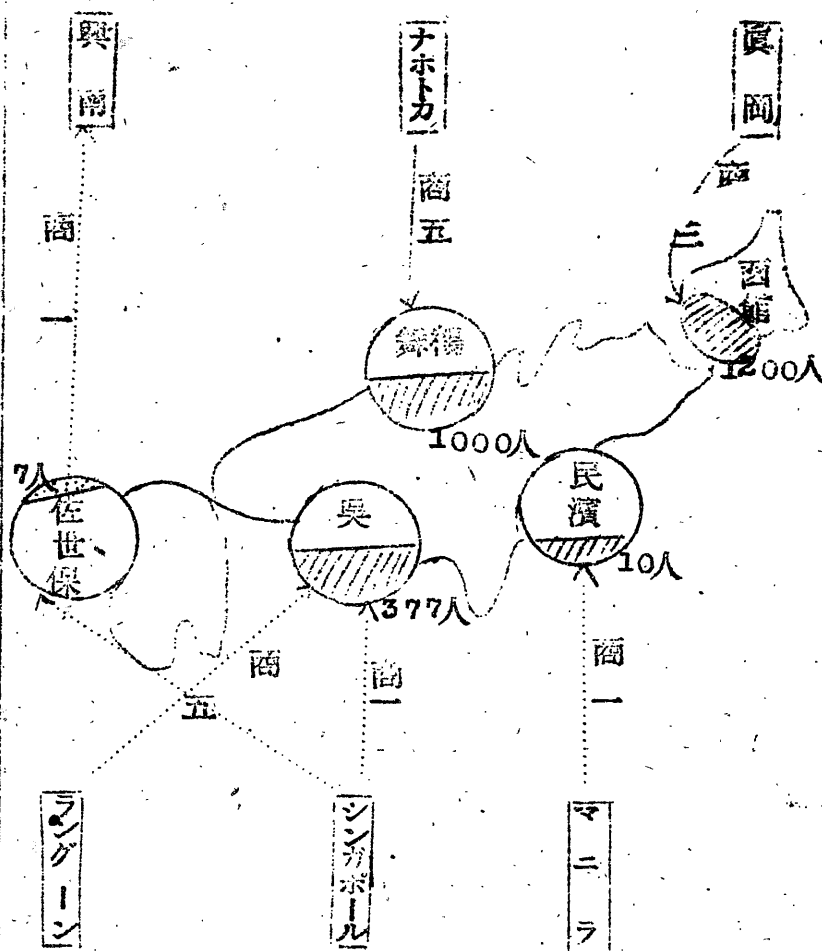 興南
ナホトカ
眞岡
商一
商五
商三
函館
1200人
舞鶴
1000人
7人
佐世保
呉
377人
民濱
10人
商五
商一
商一
ラングーン
シンガポール
マニラ